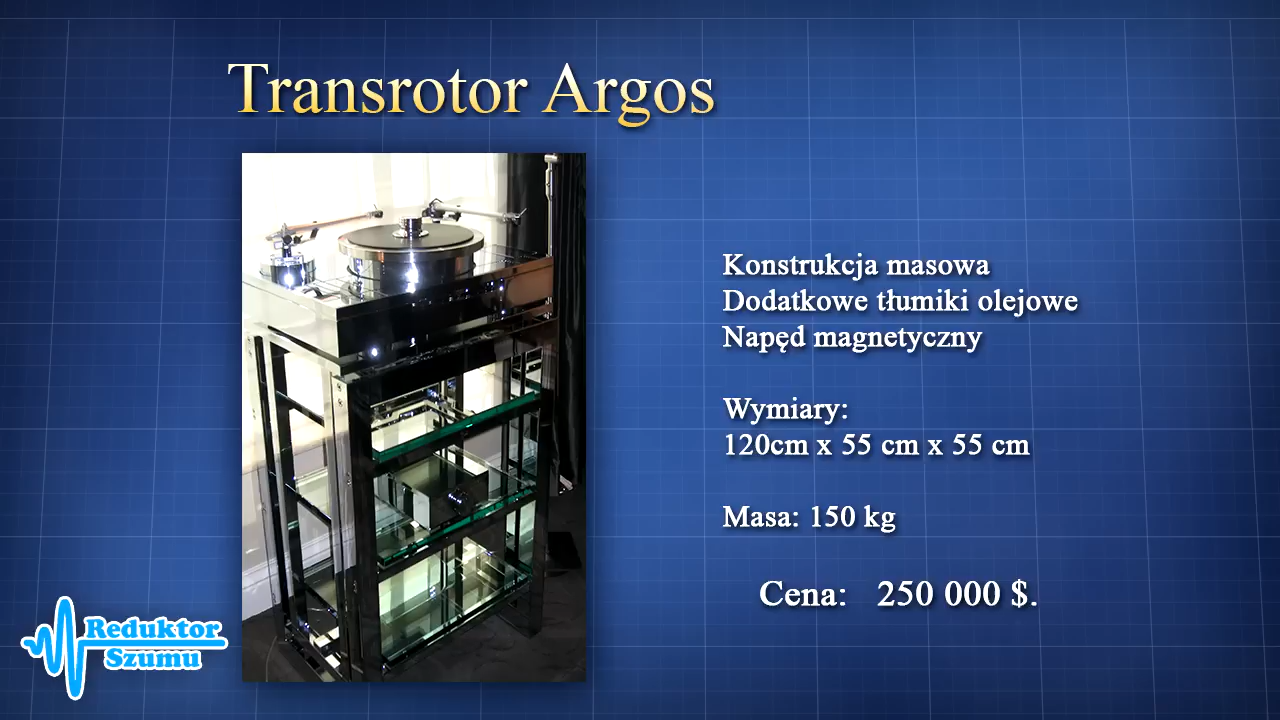 Transrotor Argos
Konstrukcja masowa
Dodatkowe tłumiki olejowe
Napęd magnetyczny
Wymiary:
120cm x 55 cm x 55 cm
Masa: 150 kg
Cena: 250 000 $.
Reduktor
Szumu